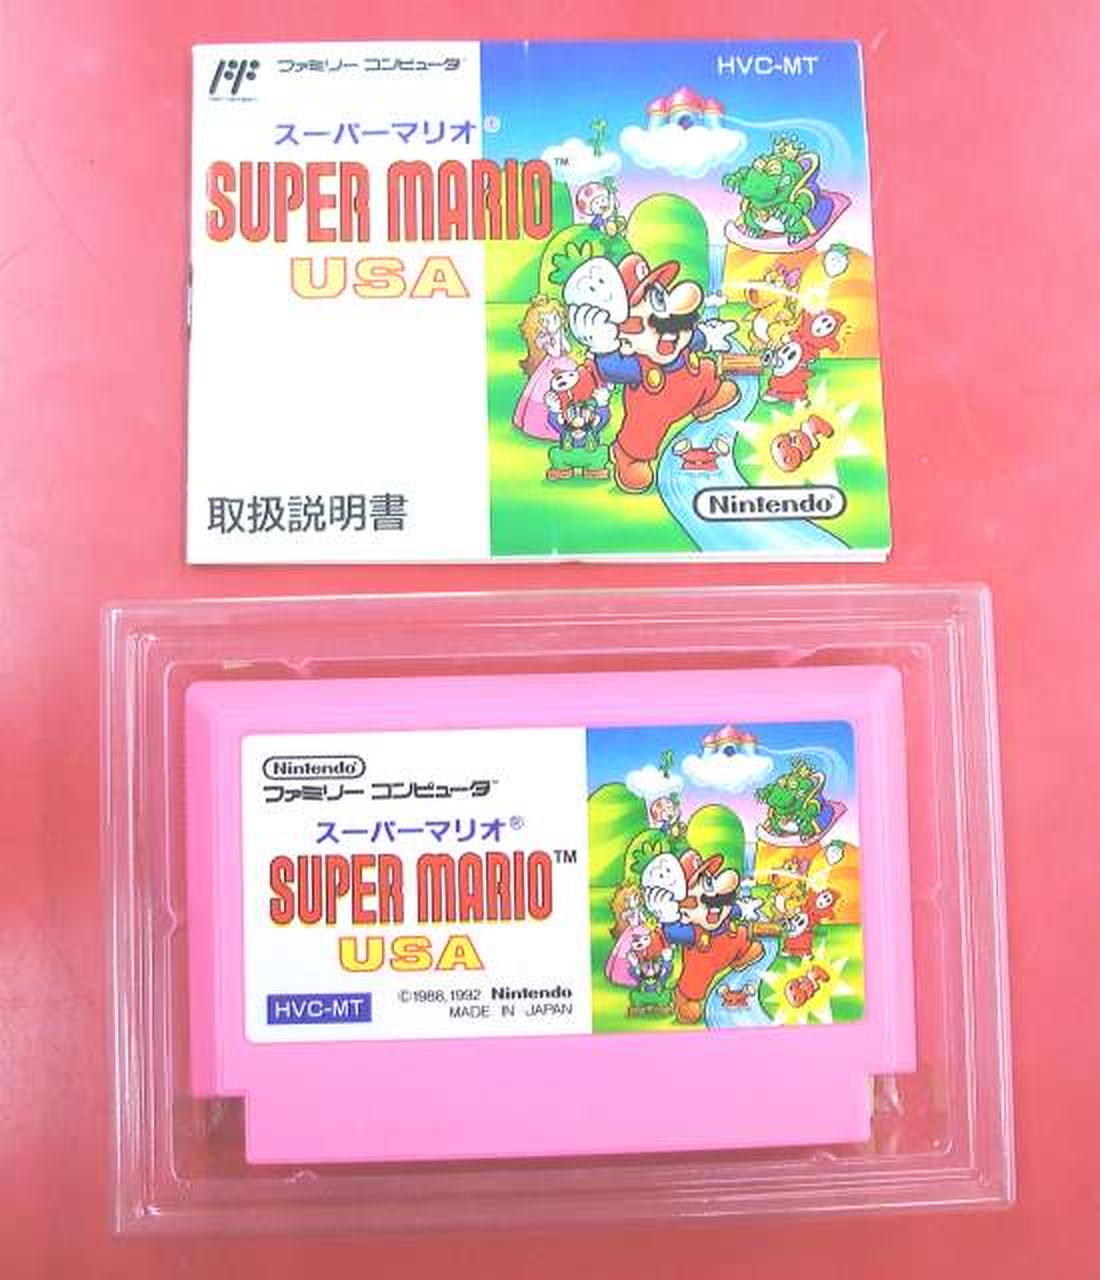 ファミリー コンピュータ
HVC-MT
スーパーマリオ®
SUPER MARIO™
USA
取扱説明書
Nintendo®
Nintendo®
ファミリー コンピュータ™
スーパーマリオ®
SUPER MARIO™
USA
HVC-MT
©1988,1992 Nintendo
MADE IN JAPAN